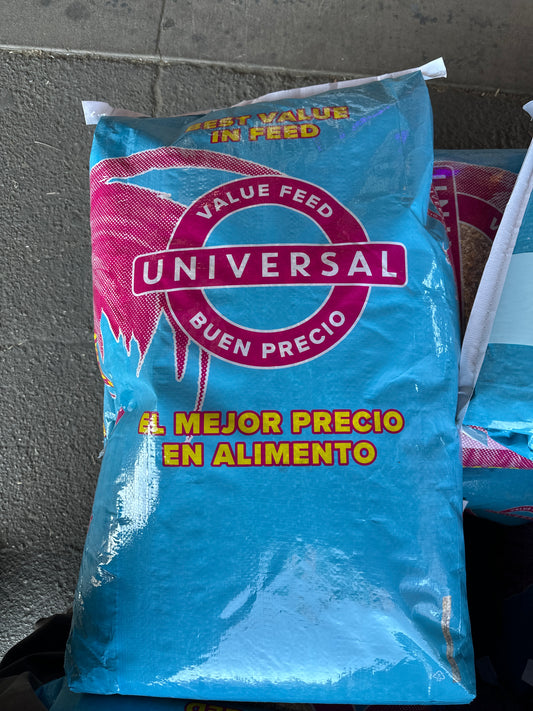 BEST VALUE
IN FEED
VALUE FEED
UNIVERSAL
BUEN PRECIO
EL MEJOR PRECIO
EN ALIMENTO